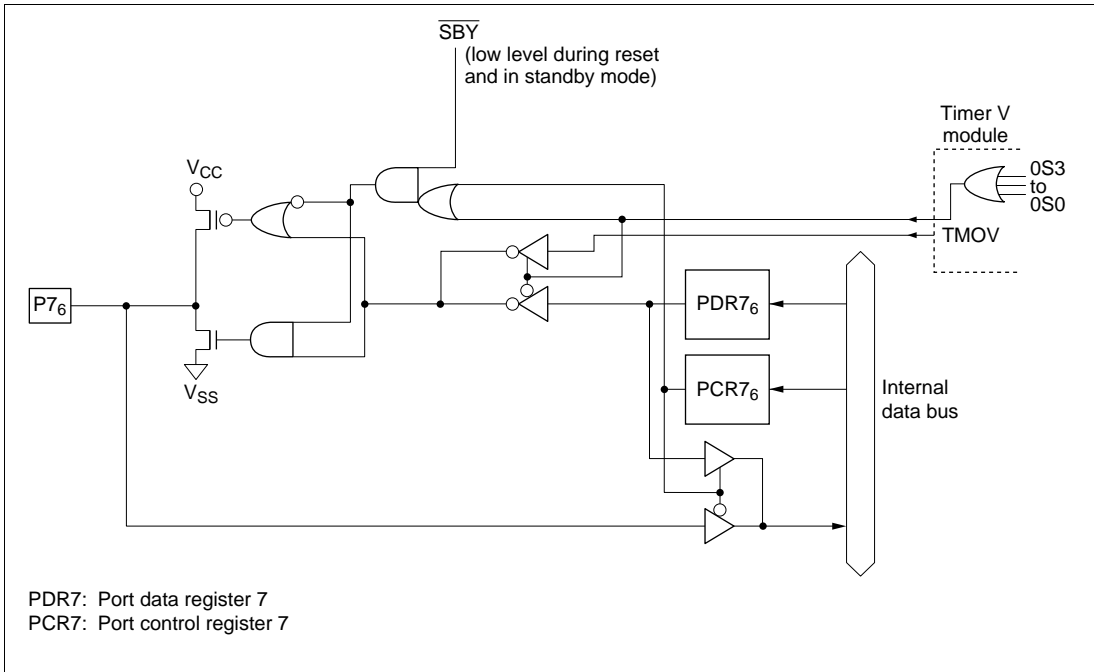 SBY
(low level during reset
and in standby mode)
Timer V
module
0S3
to
0S0
TMOV
VCC
P76
VSS
PDR76
PCR76
Internal
data bus
PDR7: Port data register 7
PCR7: Port control register 7